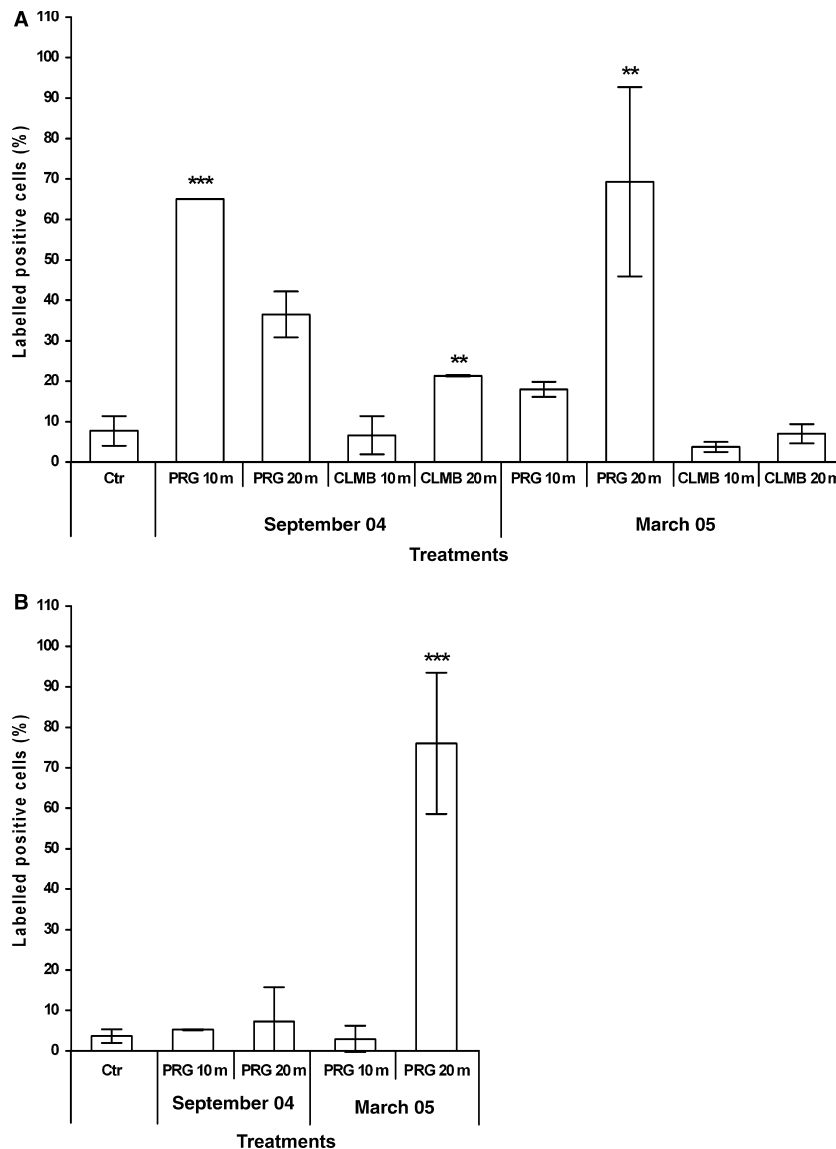 A
110
100
90
80
70
60
50
40
30
20
10
0
Labelled positive cells (%)
***
**
**
Ctr PRG 10 m PRG 20 m CLMB 10 m CLMB 20 m PRG 10 m PRG 20 m CLMB 10 m CLMB 20 m
September 04 March 05
Treatments
B
110
100
90
80
70
60
50
40
30
20
10
0
Labelled positive cells (%)
***
Ctr PRG 10 m PRG 20 m PRG 10 m PRG 20 m
September 04 March 05
Treatments